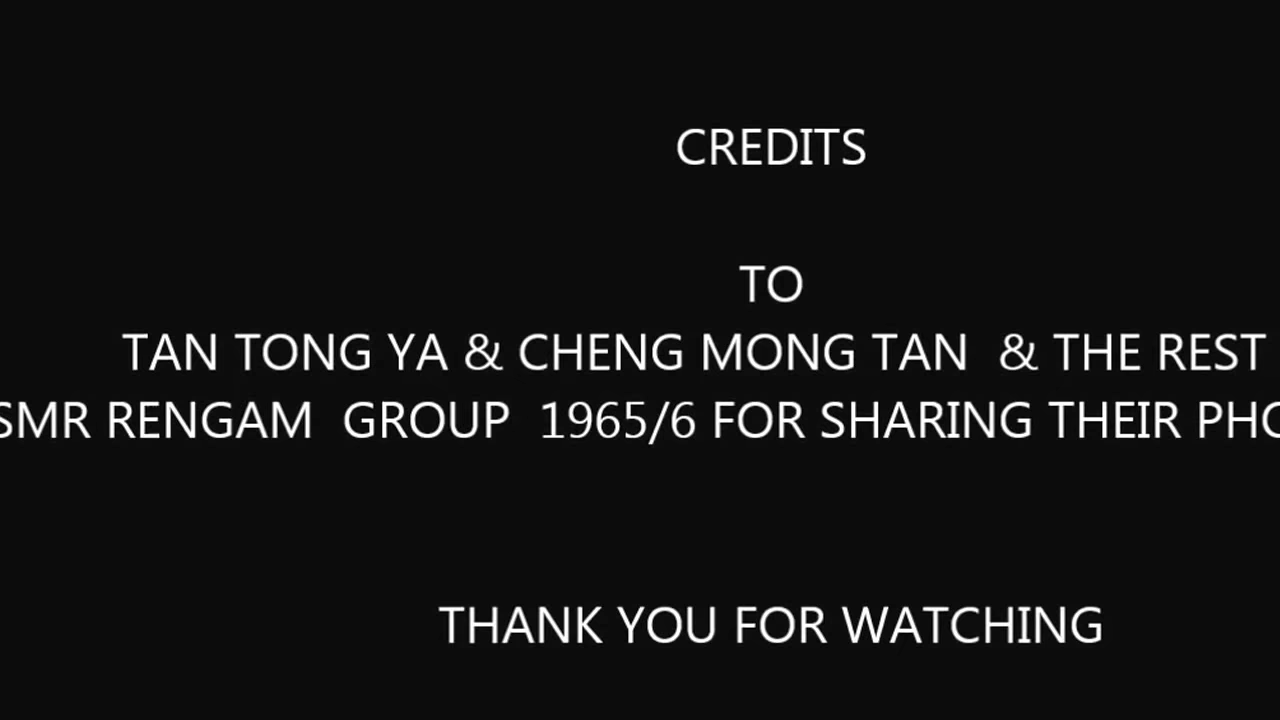 CREDITS
TO
TAN TONG YA & CHENG MONG TAN & THE REST
SMR RENGAM GROUP 1965/6 FOR SHARING THEIR
THANK YOU FOR WATCHING